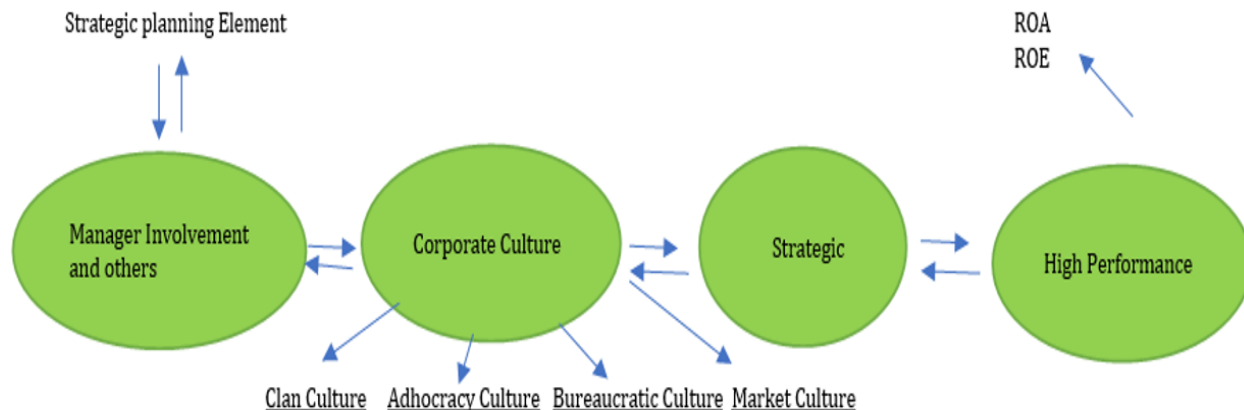 Strategic planning Element
ROA
ROE
Manager Involvement
and others
Corporate Culture
Strategic
High Performance
Clan Culture
Adhocracy Culture
Bureaucratic Culture
Market Culture